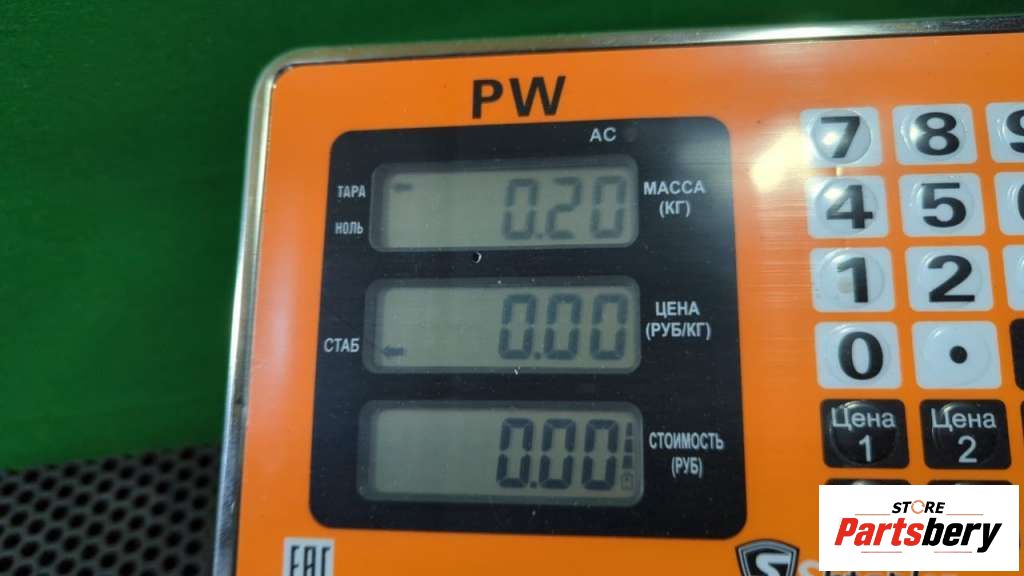 PW
AC
ТАРА
0.20
МАССА
(КГ)
НОЛЬ
0.00
ЦЕНА
(РУБ/КГ)
СТАБ
0.00
СТОИМОСТЬ
(РУБ)
7 8 9
4 5
1 2
0 .
Цена
1
Цена
2
EAC
STORE
Partsbery